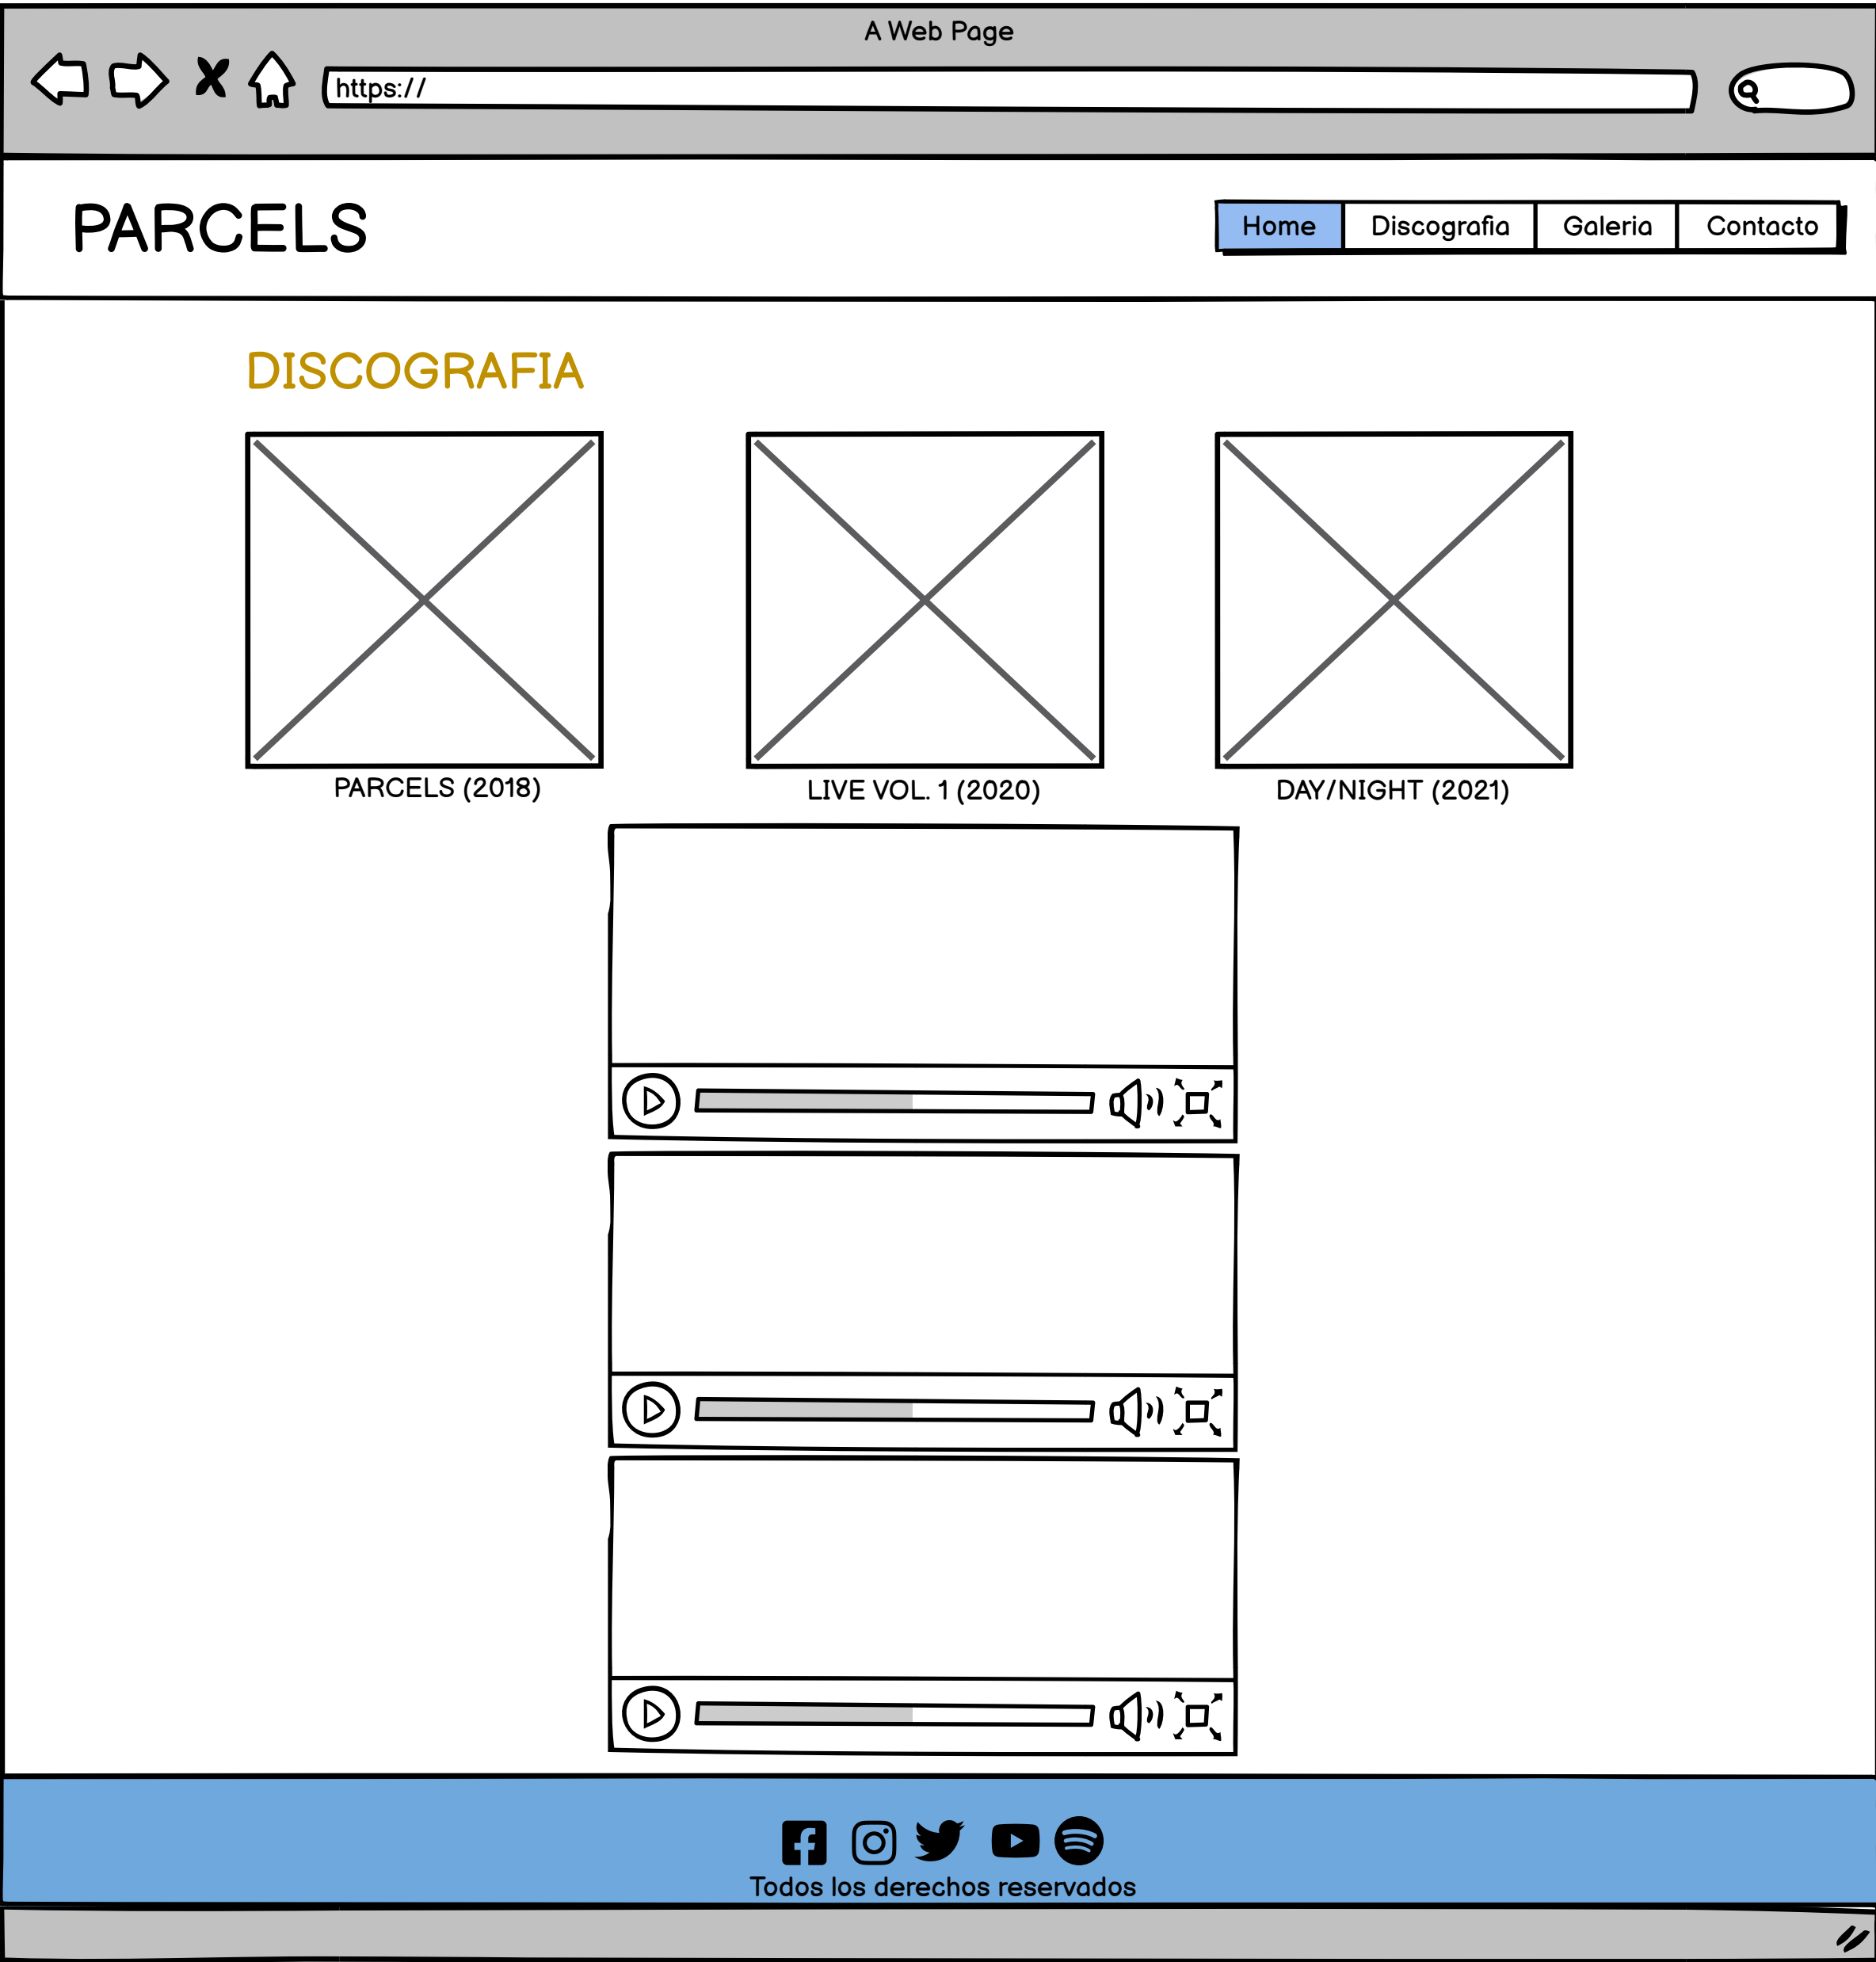 A Web Page
https://
PARCELS
Home Discografia Galeria Contacto
DISCOGRAFIA
PARCELS (2018) LIVE VOL. 1 (2020) DAY/NIGHT (2021)
Todos los derechos reservados